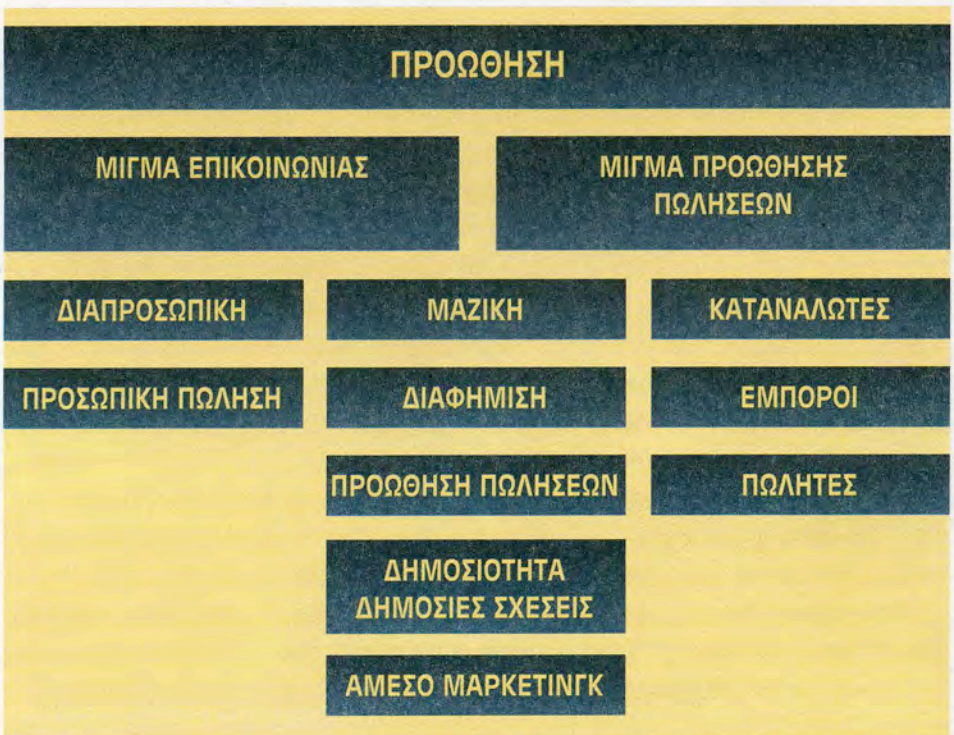 ΠΡΟΩΘΗΣΗ
ΜΙΓΜΑ ΕΠΙΚΟΙΝΩΝΙΑΣ
ΜΙΓΜΑ ΠΡΟΩΘΗΣΗΣ
ΠΩΛΗΣΕΩΝ
ΔΙΑΠΡΟΣΩΠΙΚΗ
ΜΑΖΙΚΗ
ΚΑΤΑΝΑΛΩΤΕΣ
ΠΡΟΣΩΠΙΚΗ ΠΩΛΗΣΗ
ΔΙΑΦΗΜΙΣΗ
ΕΜΠΟΡΟΙ
ΠΡΟΩΘΗΣΗ ΠΩΛΗΣΕΩΝ
ΠΩΛΗΤΕΣ
ΔΗΜΟΣΙΟΤΗΤΑ
ΔΗΜΟΣΙΕΣ ΣΧΕΣΕΙΣ
ΑΜΕΣΟ ΜΑΡΚΕΤΙΝΓΚ